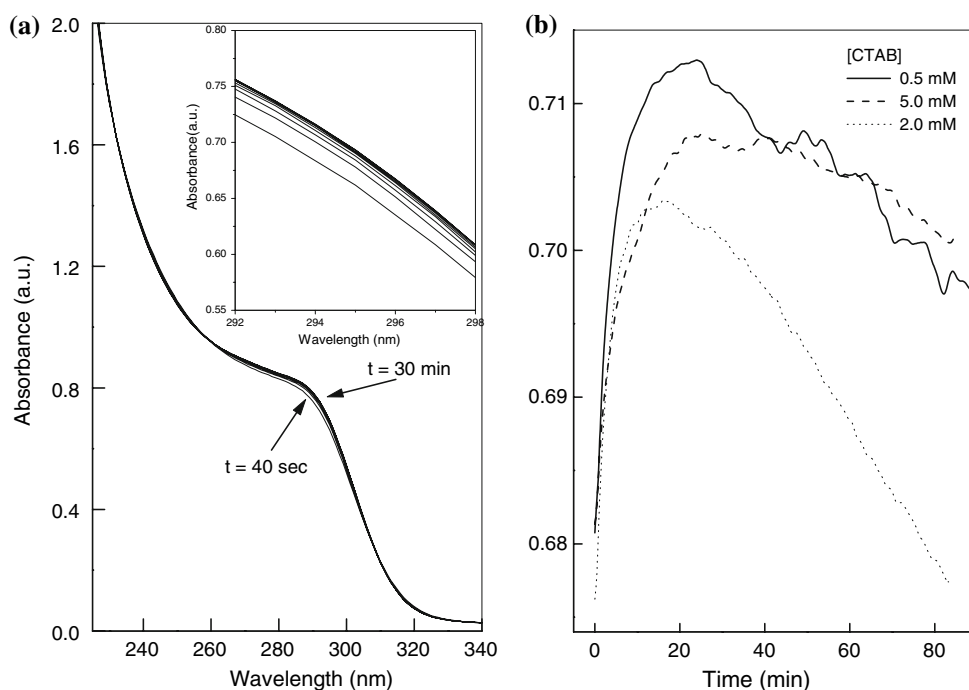 (a)
2.0
1.6
1.2
0.8
0.4
0.0
Absorbance (a.u.)
240
260
280
300
320
340
Wavelength (nm)
t = 30 min
t = 40 sec
0.80
0.75
0.70
0.65
0.60
0.55
Absorbance(a.u.)
292
294
296
298
Wavelength (nm)
(b)
0.71
0.70
0.69
0.68
0
20
40
60
80
Time (min)
[CTAB]
0.5 mM
5.0 mM
2.0 mM